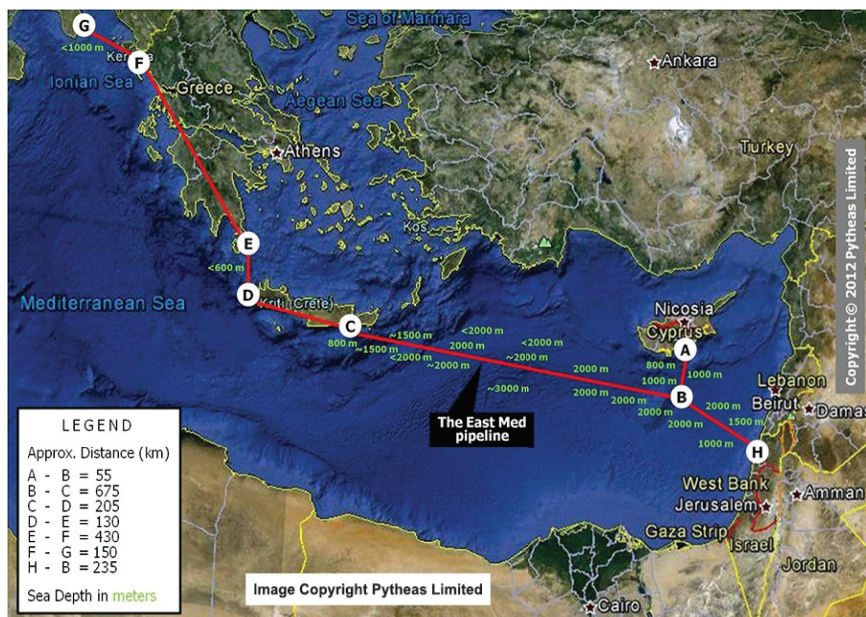 G
Sea of Marmara
<1000 m
F
Ionian Sea
Greece
Aegean Sea
Ankara
Turkey
Athens
Kos
E
<600 m
Mediterranean Sea
D
Kriti (Crete)
C
800 m
~1500 m
~1500 m
<2000 m
2000 m
<2000 m
<2000 m
~2000 m
~2000 m
~3000 m
2000 m
2000 m
2000 m
Nicosia
Cyprus
A
800 m
1000 m
1000 m
B
2000 m
2000 m
2000 m
1500 m
1000 m
H
Lebanon
Beirut
Damas
The East Med
pipeline
West Bank
Jerusalem
Amman
Gaza Strip
Israel
Jordan
Cairo
LEGEND
Approx. Distance (km)
A - B = 55
B - C = 675
C - D = 205
D - E = 130
E - F = 430
F - G = 150
H - B = 235
Sea Depth in meters
Image Copyright Pytheas Limited
Copyright © 2012 Pytheas Limited